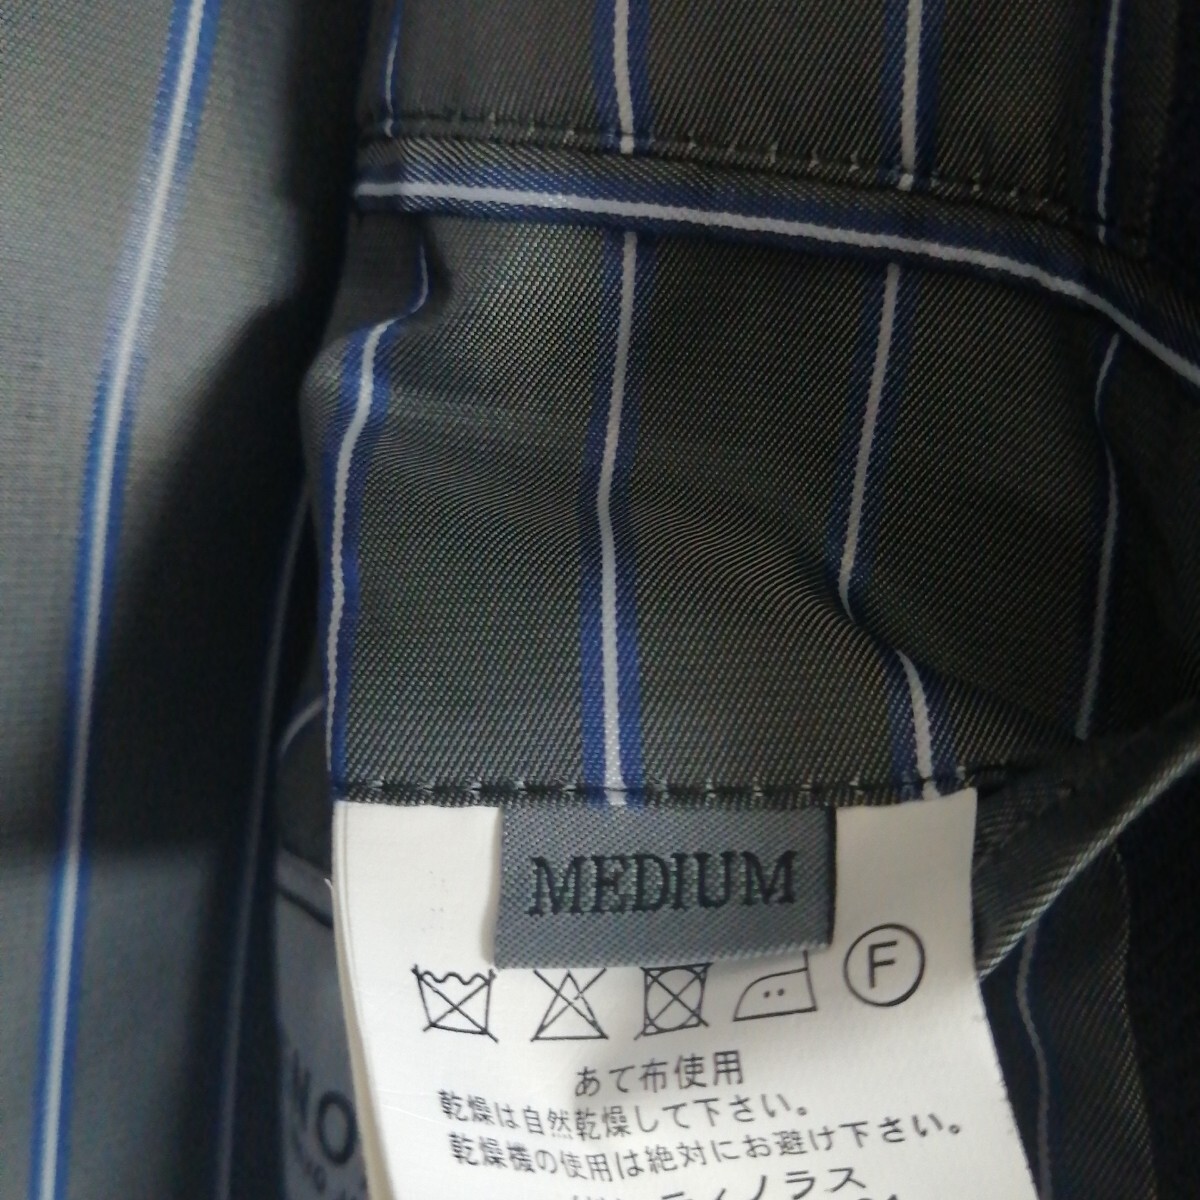 MEDIUM
F
あて布使用
乾燥は自然乾燥して下さい。
乾燥機の使用は絶対にお避け下さい。
ティノラス
NO